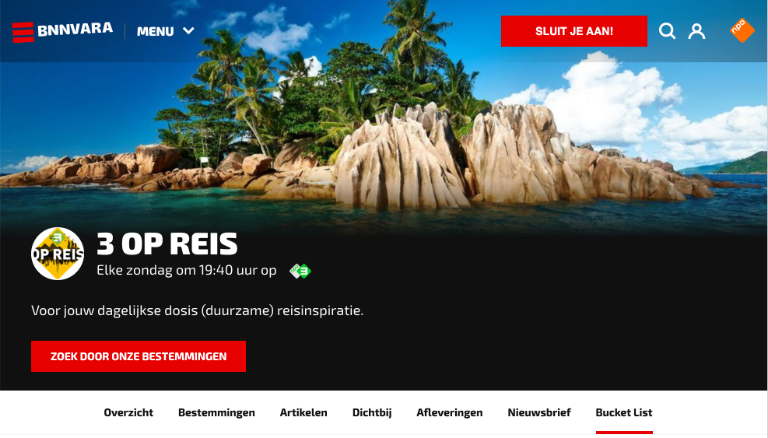 BNNVARA
MENU
SLUIT JE AAN!
npo
OP REIS
3 OP REIS
Elke zondag om 19:40 uur op
3
Voor jouw dagelijkse dosis (duurzame) reisinspiratie.
ZOEK DOOR ONZE BESTEMMINGEN
Overzicht Bestemmingen Artikelen Dichtbij Afleveringen Nieuwsbrief Bucket List